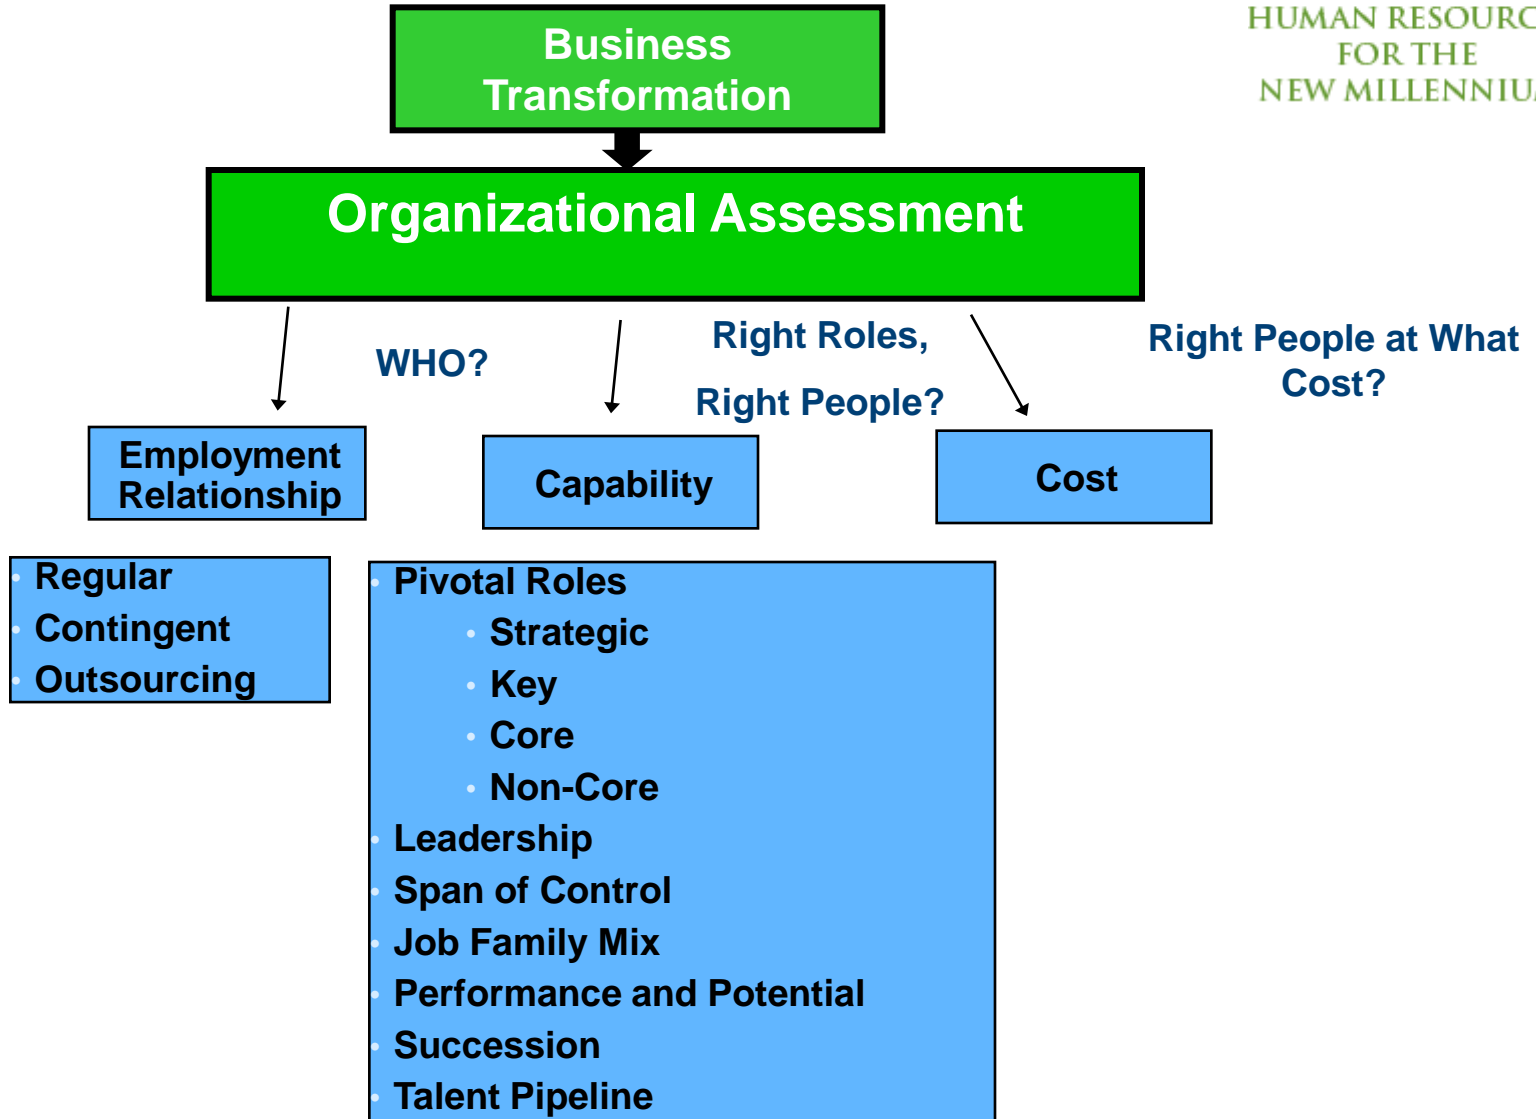 HUMAN RESOURC
FOR THE
NEW MILLENNIU
Business
Transformation
Organizational Assessment
WHO?
Right Roles,
Right People?
Right People at What
Cost?
Employment
Relationship
Capability
Cost
• Regular
• Contingent
• Outsourcing
• Pivotal Roles
• Strategic
• Key
• Core
• Non-Core
• Leadership
• Span of Control
• Job Family Mix
• Performance and Potential
• Succession
• Talent Pipeline